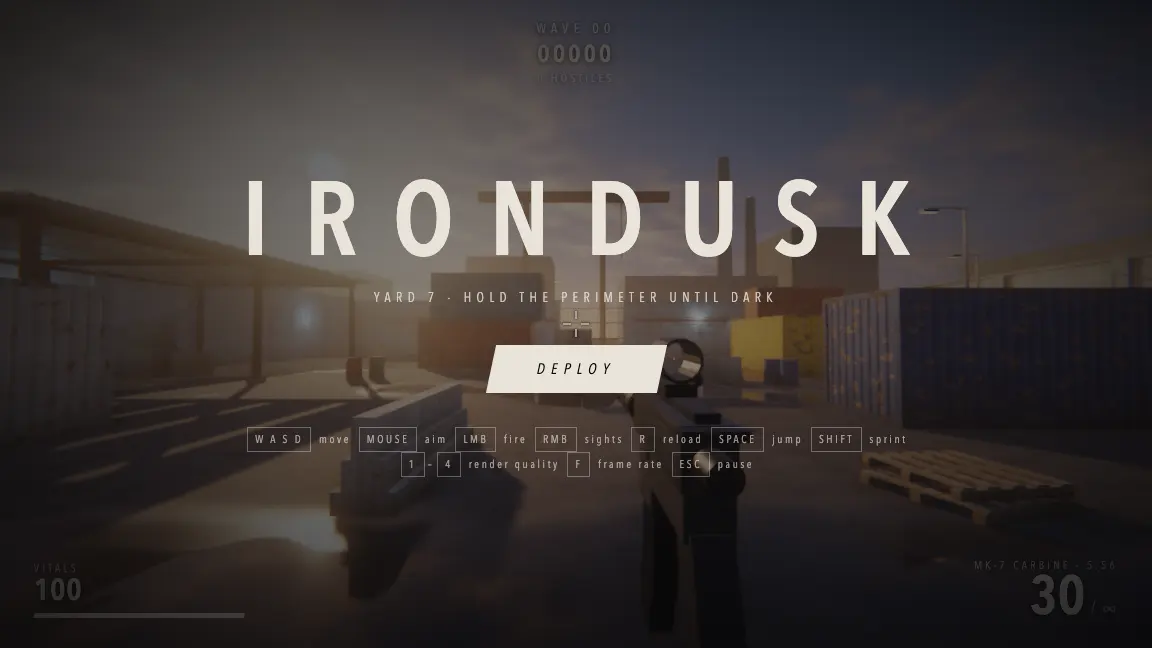 WAVE 00
00000
HOSTILES
IRONDUSK
YARD 7 · HOLD THE PERIMETER UNTIL DARK
DEPLOY
W A S D move MOUSE aim LMB fire RMB sights R reload SPACE jump SHIFT sprint
1 - 4 render quality F frame rate ESC pause
VITALS
100
MK-7 CARBINE · 5.56
30 /